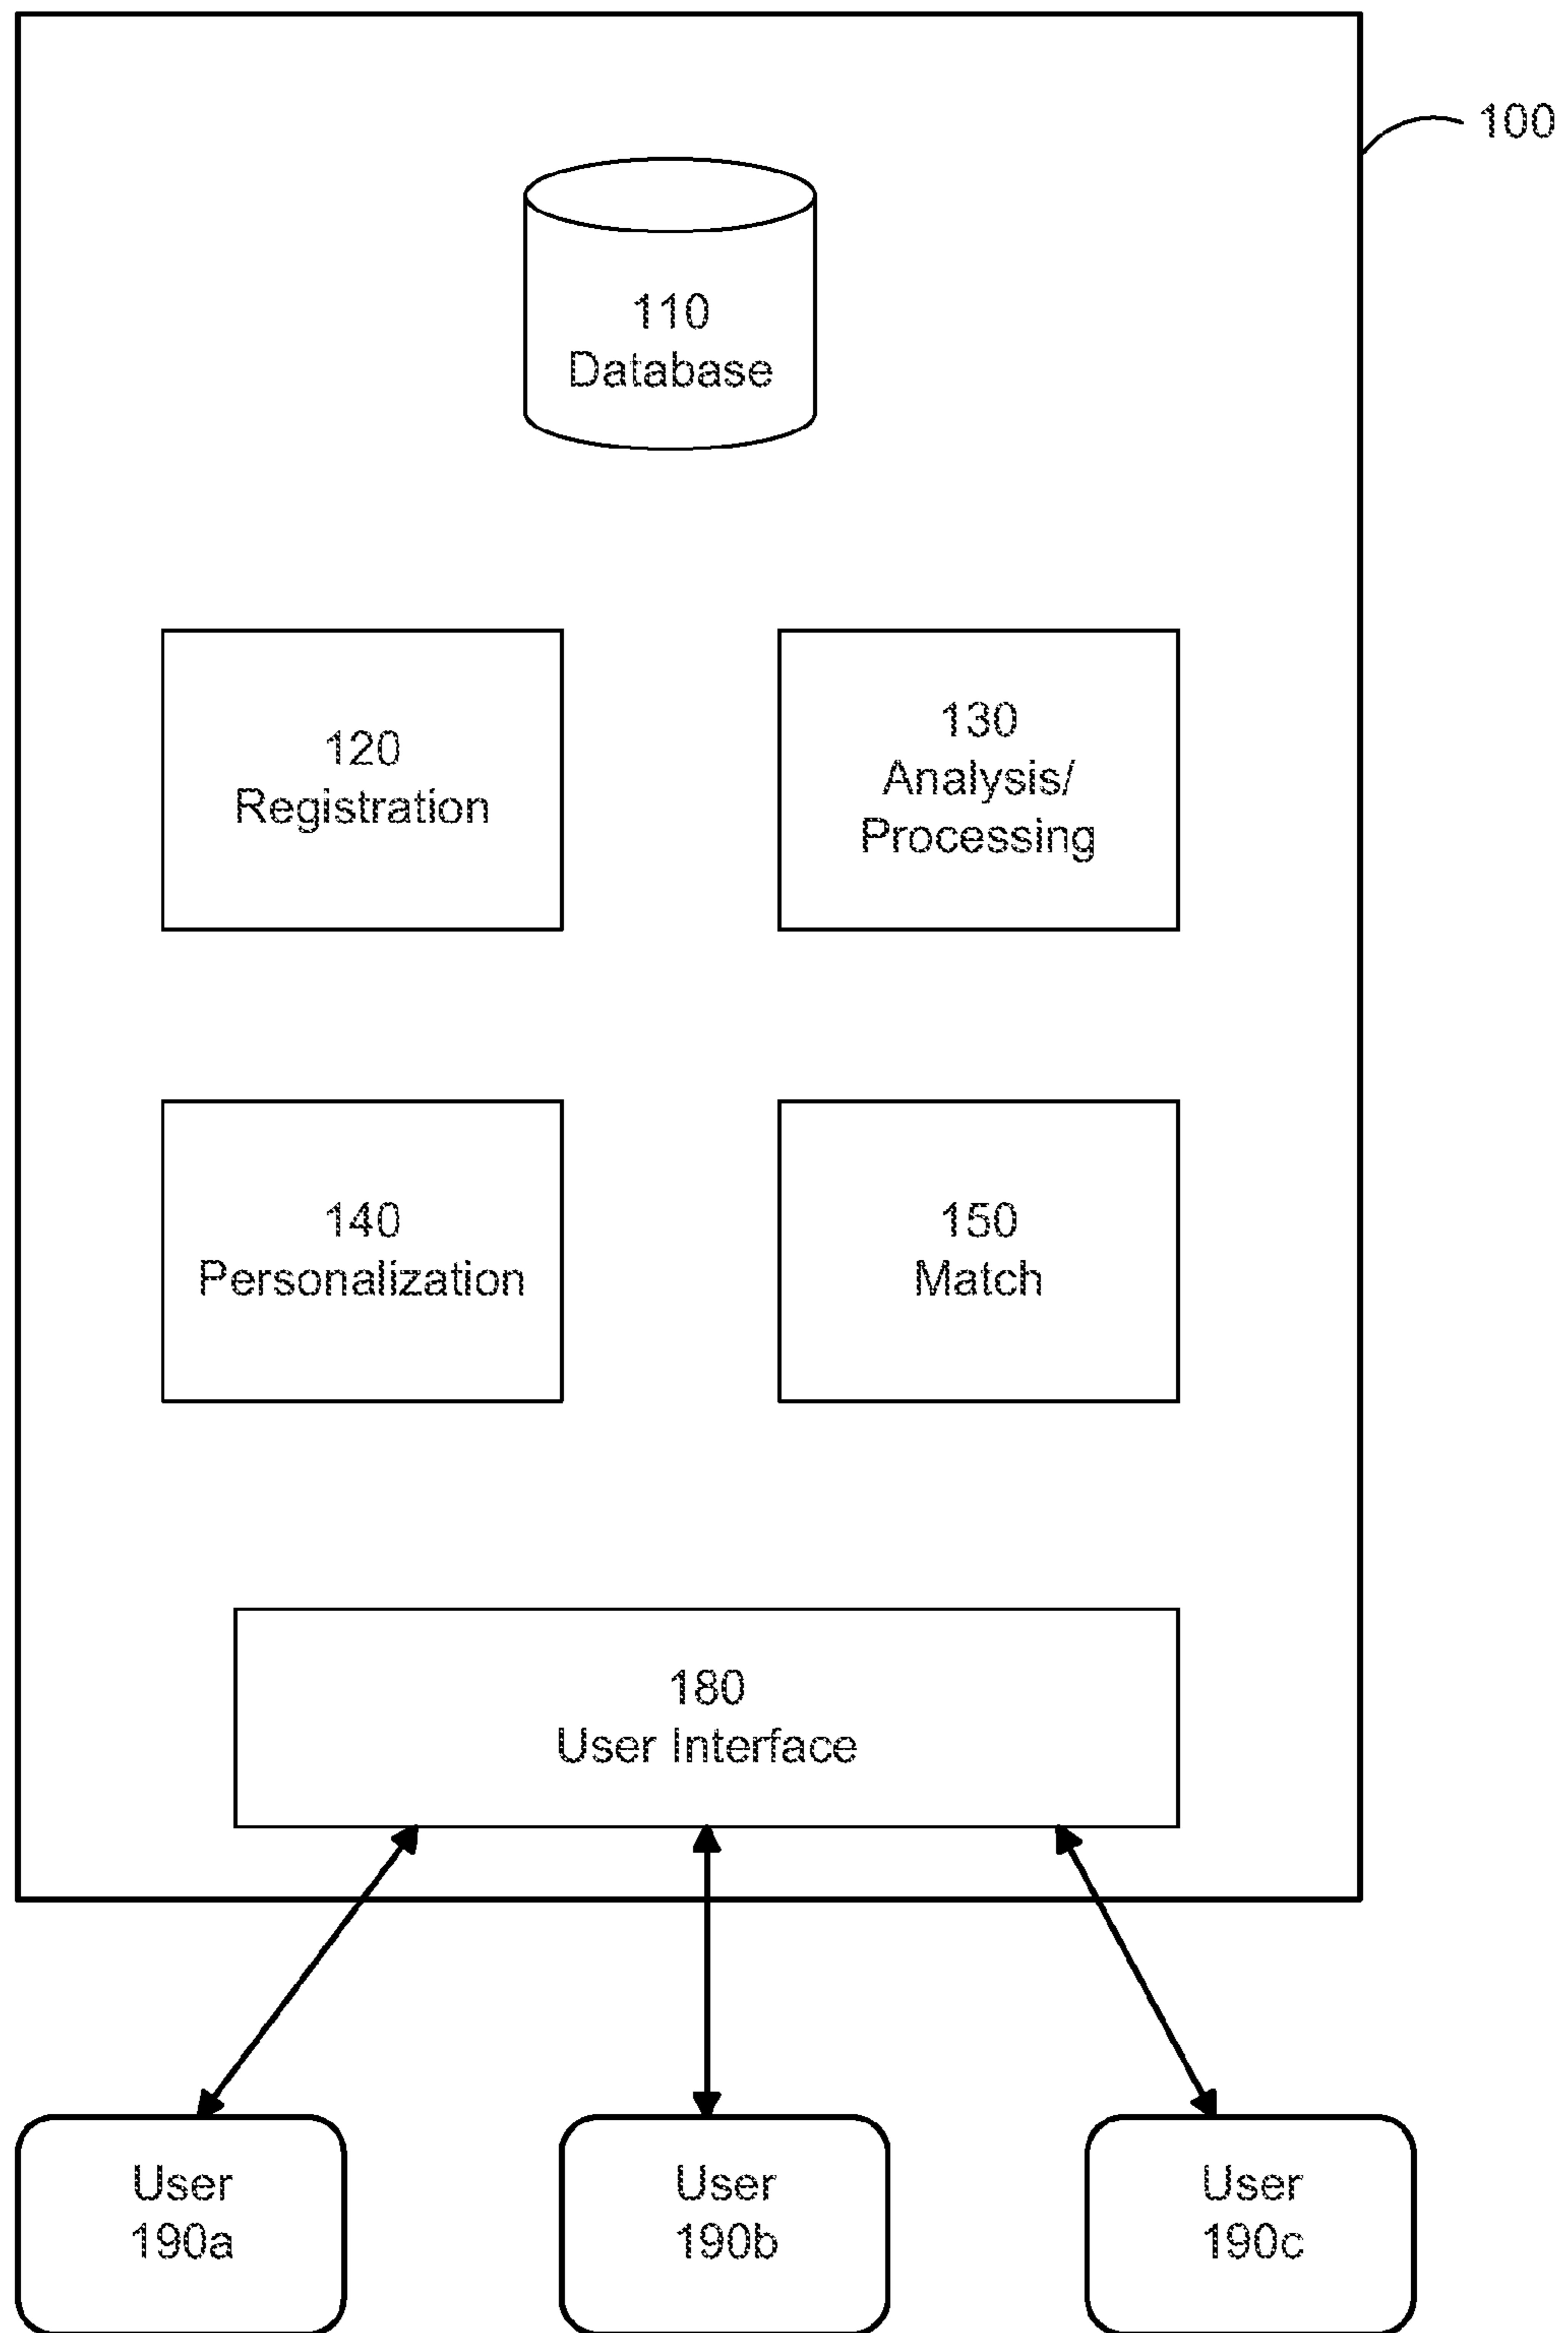 100
110
Database
120
Registration
130
Analysis/
Processing
140
Personalization
150
Match
180
User Interface
User
190a
User
190b
User
190c